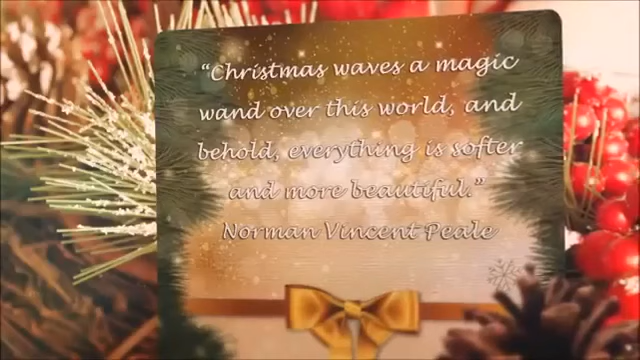 “Christmas waves a magic
wand over this world, and
behold, everything is softer
and more beautiful.”
Norman Vincent Peale